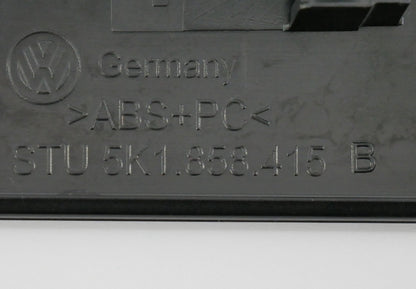 Germany
>ABS+PC<
STU 5K1.858.415 B